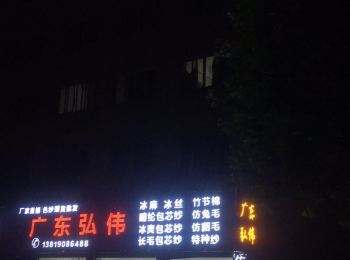 厂家直销 色纱现货批发
广东弘伟
13819086488
冰麻 冰丝 竹节棉
腈纶包芯纱 仿兔毛
冰爽包芯纱 仿貂毛
长毛包芯纱 特种纱
广东
弘伟